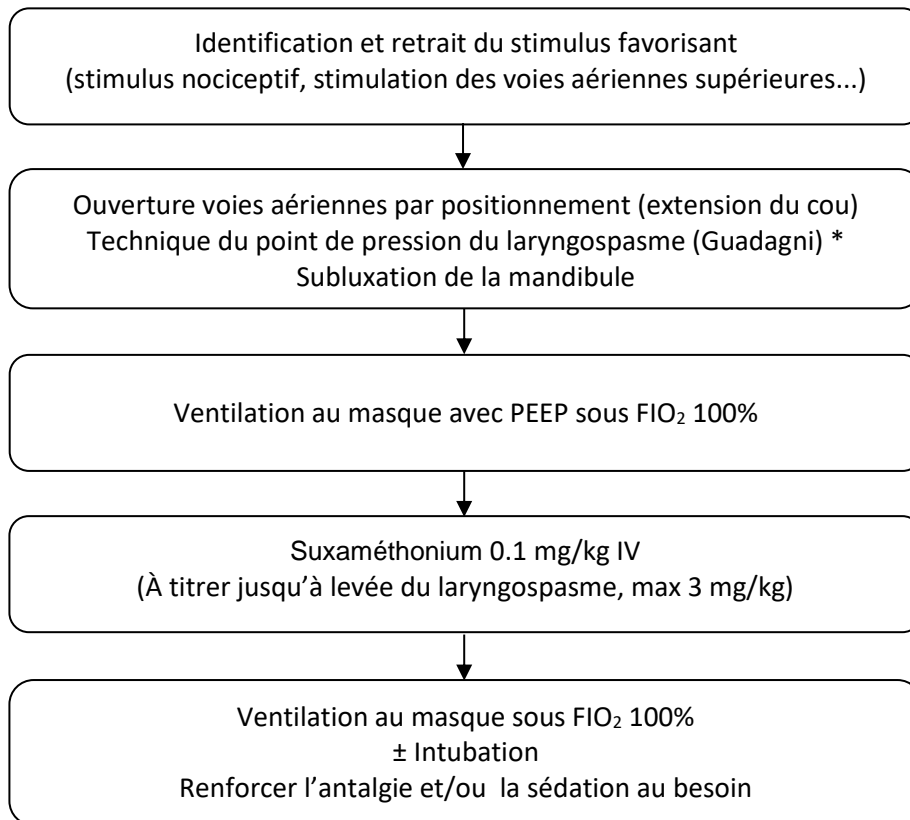 Identification et retrait du stimulus favorisant
(stimulus nociceptif, stimulation des voies aériennes supérieures...)
Ouverture voies aériennes par positionnement (extension du cou)
Technique du point de pression du laryngospasme (Guadagni) *
Subluxation de la mandibule
Ventilation au masque avec PEEP sous FIO₂ 100%
Suxaméthonium 0.1 mg/kg IV
(À titrer jusqu’à levée du laryngospasme, max 3 mg/kg)
Ventilation au masque sous FIO₂ 100%
± Intubation
Renforcer l’antalgie et/ou la sédation au besoin